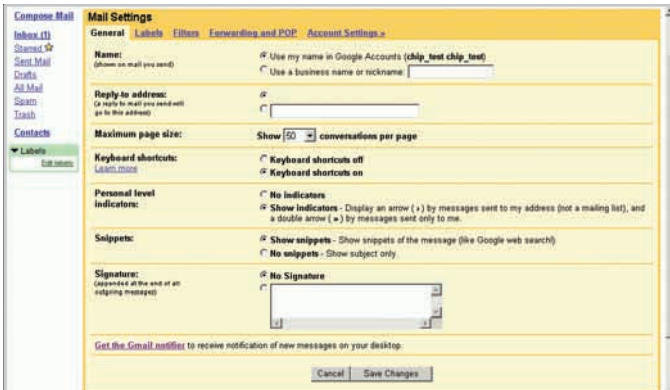 Compose Mail
Inbox (1)
Starred
Sent Mail
Drafts
All Mail
Spam
Trash
Contacts
Labels
Edit labels
Mail Settings
General Labels Filters Forwarding and POP Account Settings »
Name:
(shown on mail you send)
Use my name in Google Accounts (chip_test chip_test)
Use a business name or nickname:
Reply-to address:
(a reply to mail you send will
go to this address)
Maximum page size:
Show 50 conversations per page
Keyboard shortcuts:
Learn more
Keyboard shortcuts off
Keyboard shortcuts on
Personal level
indicators:
No indicators
Show indicators - Display an arrow ( › ) by messages sent to my address (not a mailing list), and
a double arrow ( » ) by messages sent only to me.
Snippets:
Show snippets - Show snippets of the message (like Google web search!)
No snippets - Show subject only.
Signature:
(appended at the end of all
outgoing messages)
No Signature
Get the Gmail notifier to receive notification of new messages on your desktop.
Cancel Save Changes